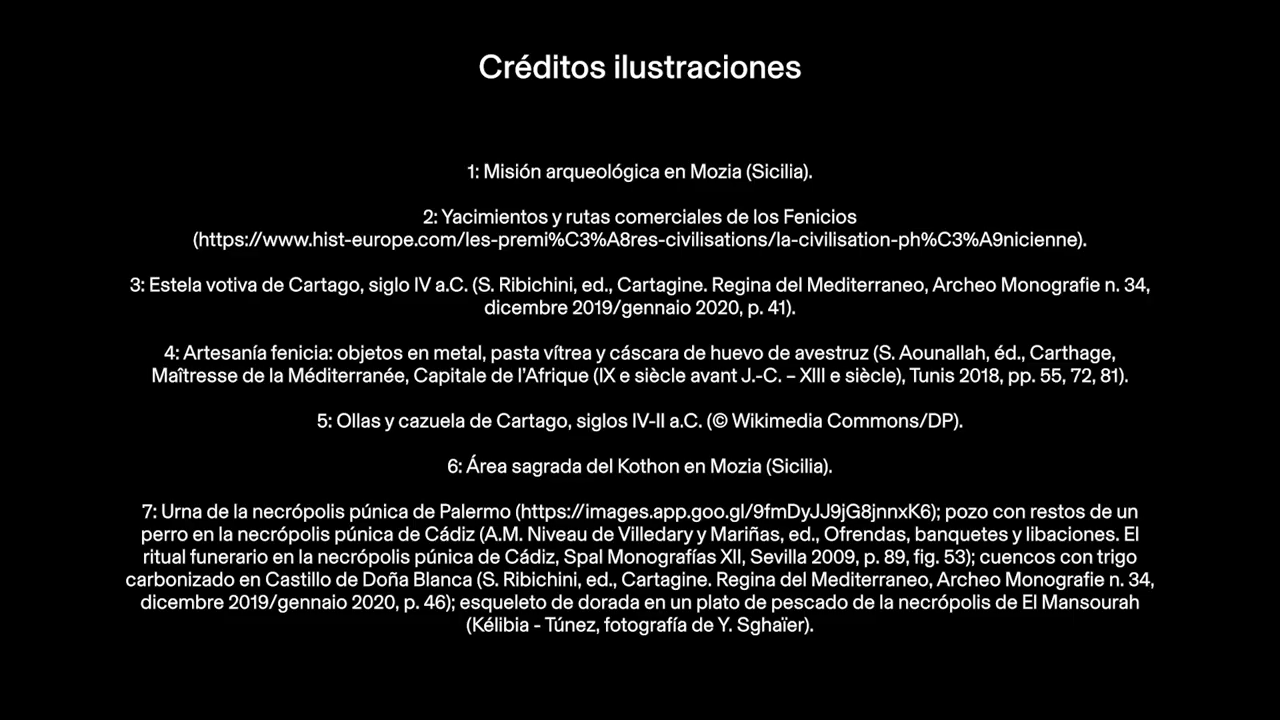 Créditos ilustraciones
1: Misión arqueológica en Mozia (Sicilia).
2: Yacimientos y rutas comerciales de los Fenicios
(https://www.hist-europe.com/les-premi%C3%A8res-civilisations/la-civilisation-ph%C3%A9nicienne).
3: Estela votiva de Cartago, siglo IV a.C. (S. Ribichini, ed., Cartagine. Regina del Mediterraneo, Archeo Monografie n. 34,
dicembre 2019/gennaio 2020, p. 41).
4: Artesanía fenicia: objetos en metal, pasta vítrea y cáscara de huevo de avestruz (S. Aounallah, éd., Carthage,
Maîtresse de la Méditerranée, Capitale de l’Afrique (IX e siècle avant J.-C. – XIII e siècle), Tunis 2018, pp. 55, 72, 81).
5: Ollas y cazuela de Cartago, siglos IV-II a.C. (© Wikimedia Commons/DP).
6: Área sagrada del Kothon en Mozia (Sicilia).
7: Urna de la necrópolis púnica de Palermo (https://images.app.goo.gl/9fmDyJJ9jG8jnnxK6); pozo con restos de un
perro en la necrópolis púnica de Cádiz (A.M. Niveau de Villedary y Mariñas, ed., Ofrendas, banquetes y libaciones. El
ritual funerario en la necrópolis púnica de Cádiz, Spal Monografías XII, Sevilla 2009, p. 89, fig. 53); cuencos con trigo
carbonizado en Castillo de Doña Blanca (S. Ribichini, ed., Cartagine. Regina del Mediterraneo, Archeo Monografie n. 34,
dicembre 2019/gennaio 2020, p. 46); esqueleto de dorada en un plato de pescado de la necrópolis de El Mansourah
(Kélibia - Túnez, fotografía de Y. Sghaïer).